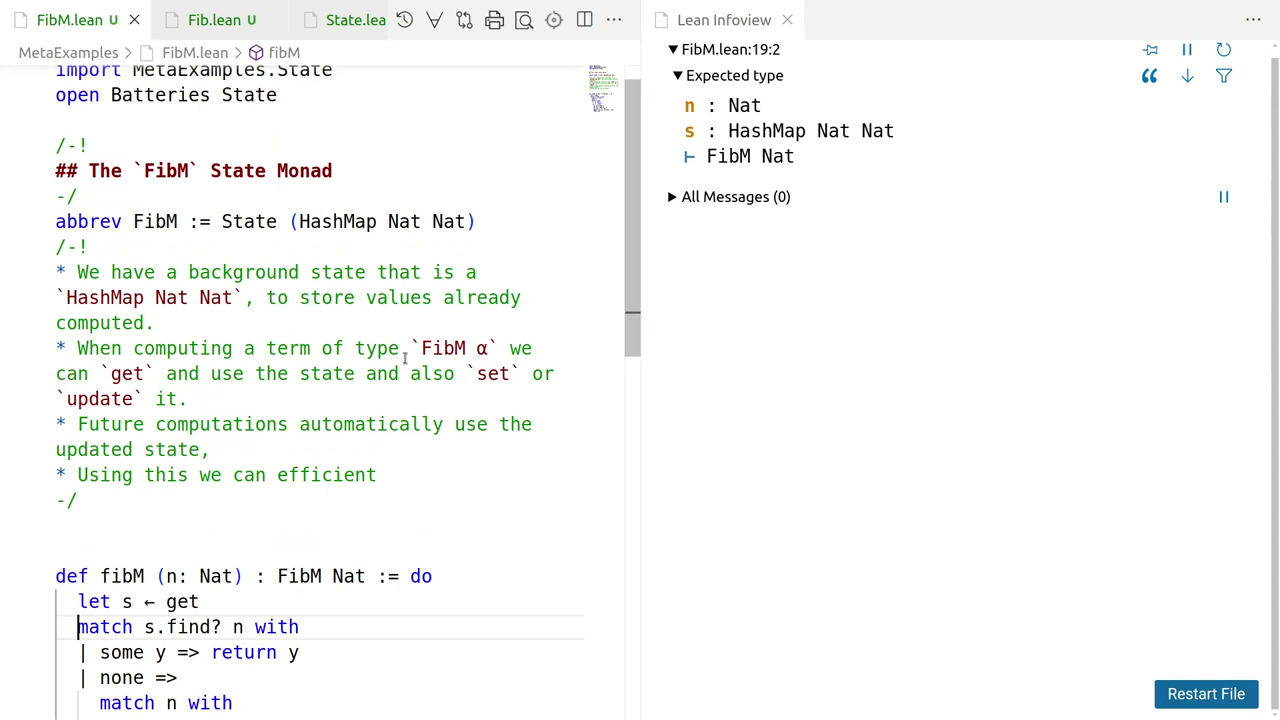 FibM.lean U
Fib.lean U
State.lea
MetaExamples > FibM.lean > fibM
import MetaExamples.State
open Batteries State
/-!
## The `FibM` State Monad
-/
abbrev FibM := State (HashMap Nat Nat)
/-!
* We have a background state that is a
`HashMap Nat Nat`, to store values already
computed.
* When computing a term of type `FibM α` we
can `get` and use the state and also `set` or
`update` it.
* Future computations automatically use the
updated state,
* Using this we can efficient
-/
def fibM (n: Nat) : FibM Nat := do
let s ← get
match s.find? n with
| some y => return y
| none =>
match n with
Lean Infoview
FibM.lean:19:2
Expected type
n : Nat
s : HashMap Nat Nat
⊢ FibM Nat
All Messages (0)
Restart File